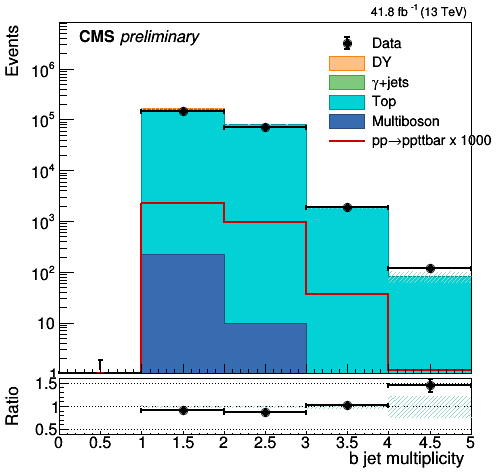 41.8 fb⁻¹ (13 TeV)
CMS preliminary
Events
Data
DY
γ+jets
Top
Multiboson
pp→ppttbar x 1000
10⁶
10⁵
10⁴
10³
10²
10
1
Ratio
1.5
1
0.5
0 0.5 1 1.5 2 2.5 3 3.5 4 4.5 5
b jet multiplicity